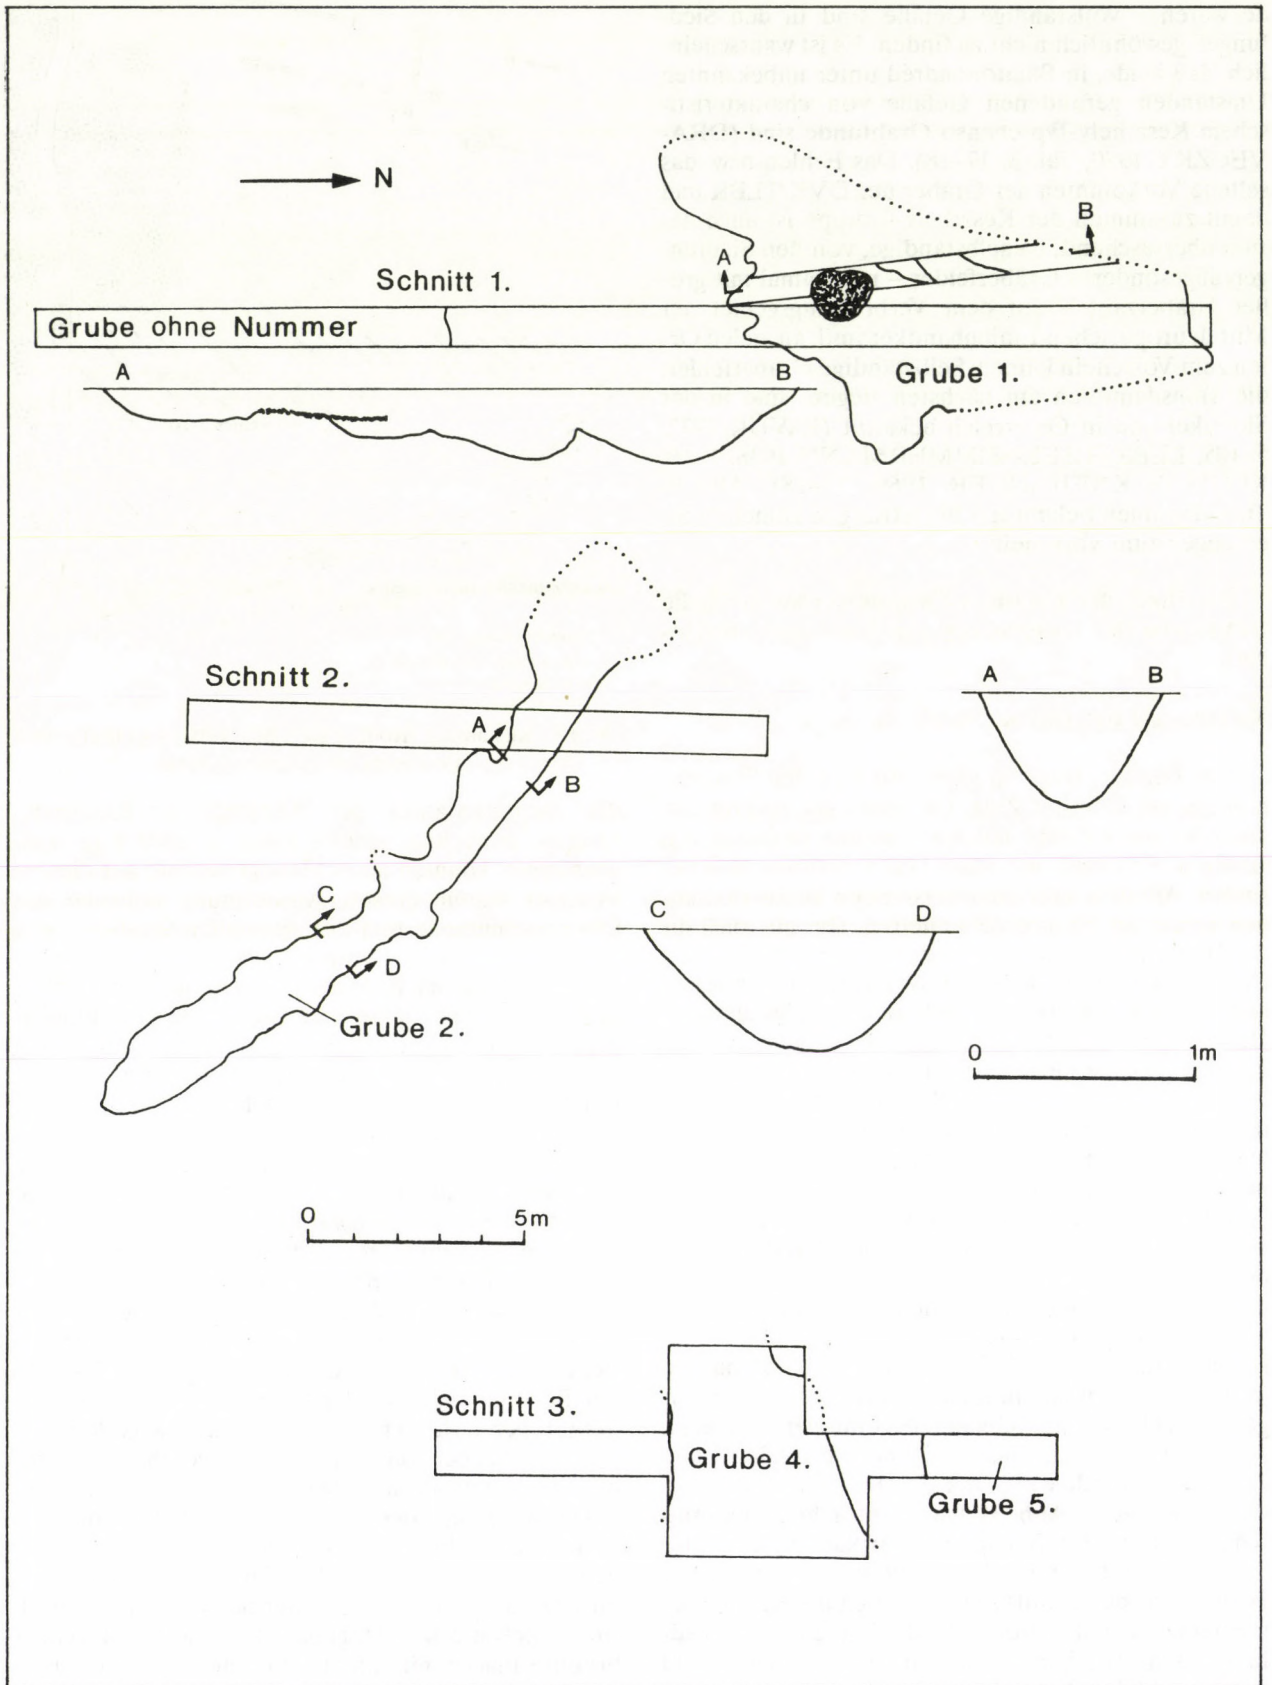 N
B
A
Schnitt 1.
Grube ohne Nummer
A B
Grube 1.
Schnitt 2.
A B
A
B
C
C D
D
Grube 2.
0 1m
0 5m
Schnitt 3.
Grube 4.
Grube 5.